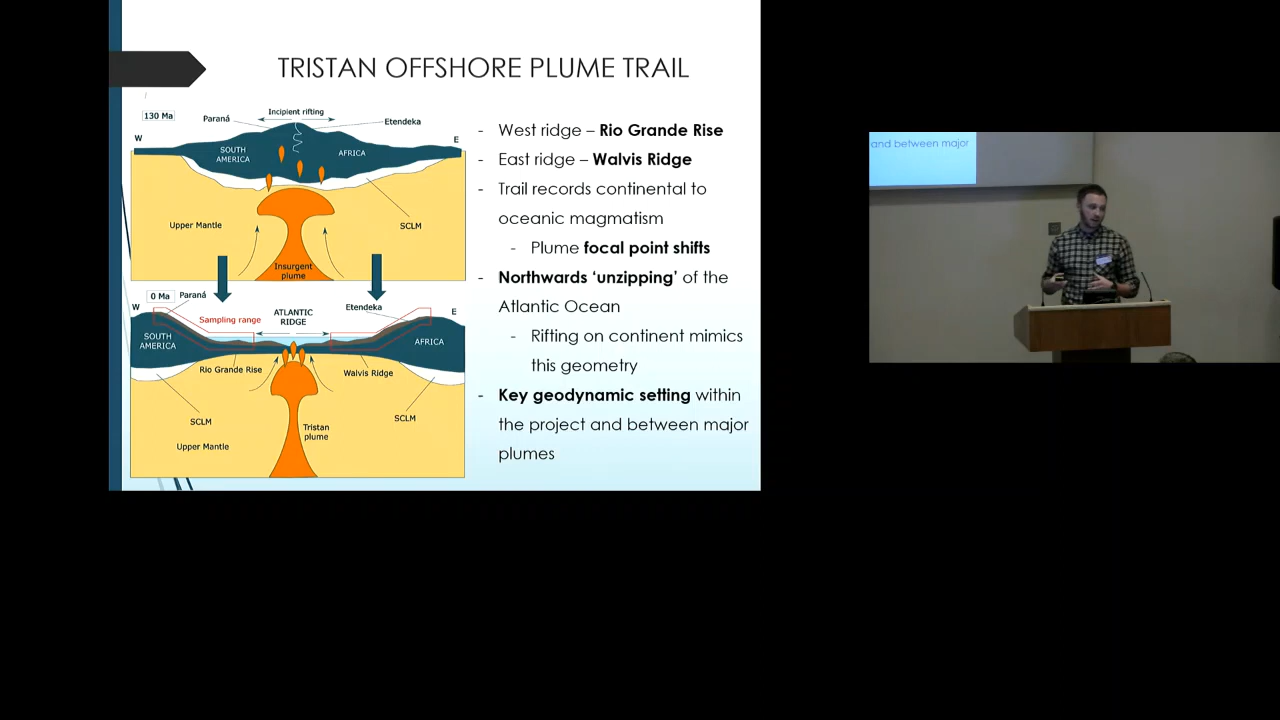 TRISTAN OFFSHORE PLUME TRAIL
130 Ma
Paraná
Incipient rifting
Etendeka
W
E
SOUTH
AMERICA
AFRICA
Upper Mantle
SCLM
Insurgent
plume
0 Ma
Paraná
W
Sampling range
ATLANTIC
RIDGE
Etendeka
E
SOUTH
AMERICA
AFRICA
Rio Grande Rise
Walvis Ridge
SCLM
SCLM
Tristan
plume
Upper Mantle
- West ridge – Rio Grande Rise
- East ridge – Walvis Ridge
- Trail records continental to
oceanic magmatism
- Plume focal point shifts
- Northwards ‘unzipping’ of the
Atlantic Ocean
- Rifting on continent mimics
this geometry
- Key geodynamic setting within
the project and between major
plumes
and between major